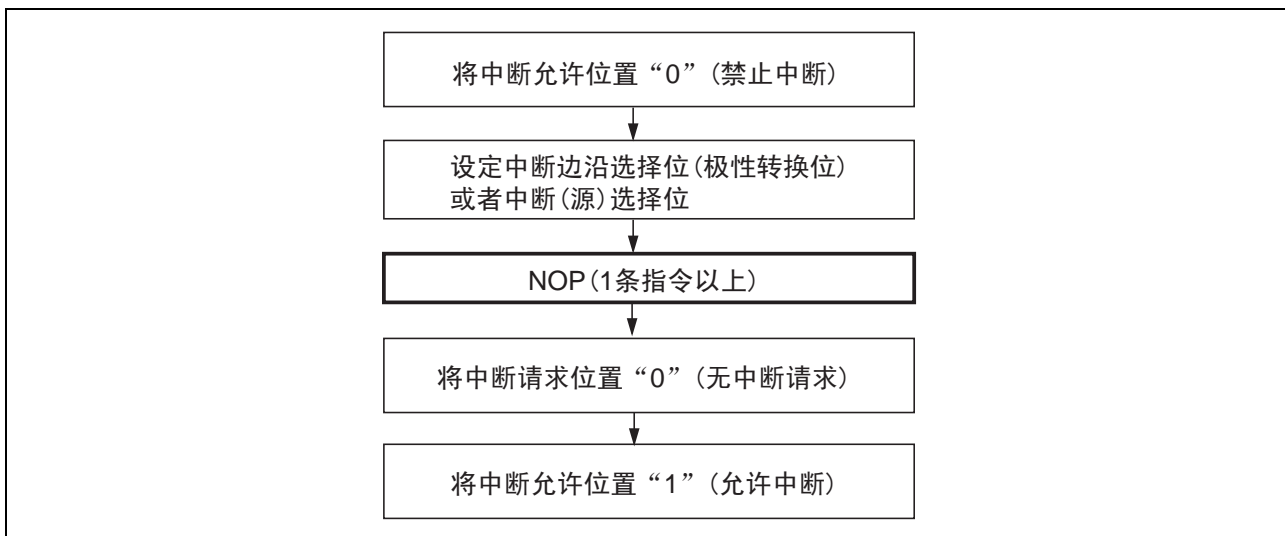 将中断允许位置“0”(禁止中断)
设定中断边沿选择位(极性转换位)
或者中断(源)选择位
NOP(1条指令以上)
将中断请求位置“0”(无中断请求)
将中断允许位置“1”(允许中断)